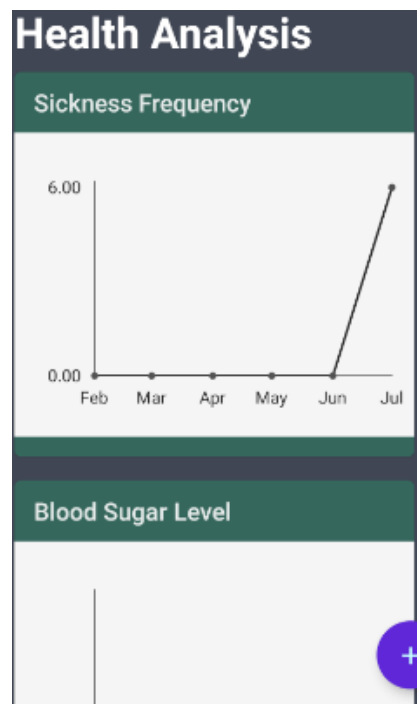 Health Analysis
Sickness Frequency
6.00
0.00
Feb Mar Apr May Jun Jul
Blood Sugar Level
+